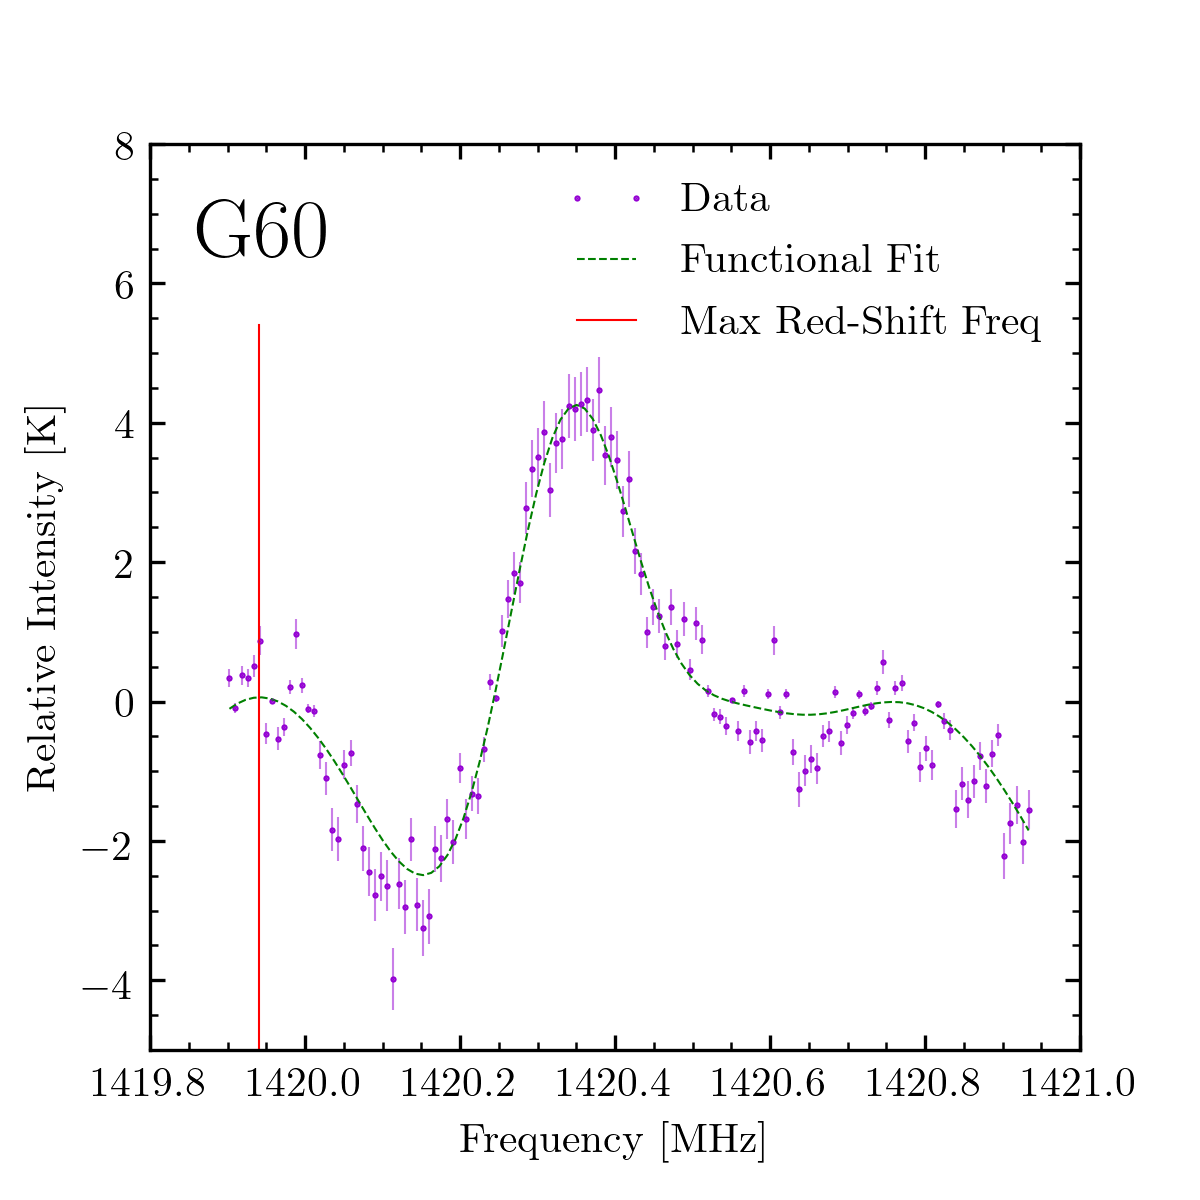 G60
Data
Functional Fit
Max Red-Shift Freq
8
6
4
2
0
−2
−4
Relative Intensity [K]
1419.8 1420.0 1420.2 1420.4 1420.6 1420.8 1421.0
Frequency [MHz]